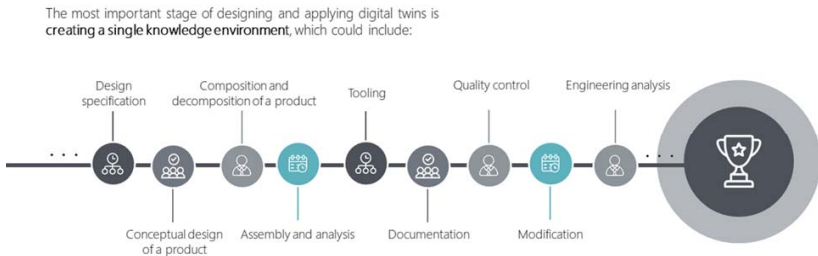 The most important stage of designing and applying digital twins is
creating a single knowledge environment, which could include:
Design
specification
Composition and
decomposition of a product
Tooling
Quality control
Engineering analysis
Conceptual design
of a product
Assembly and analysis
Documentation
Modification